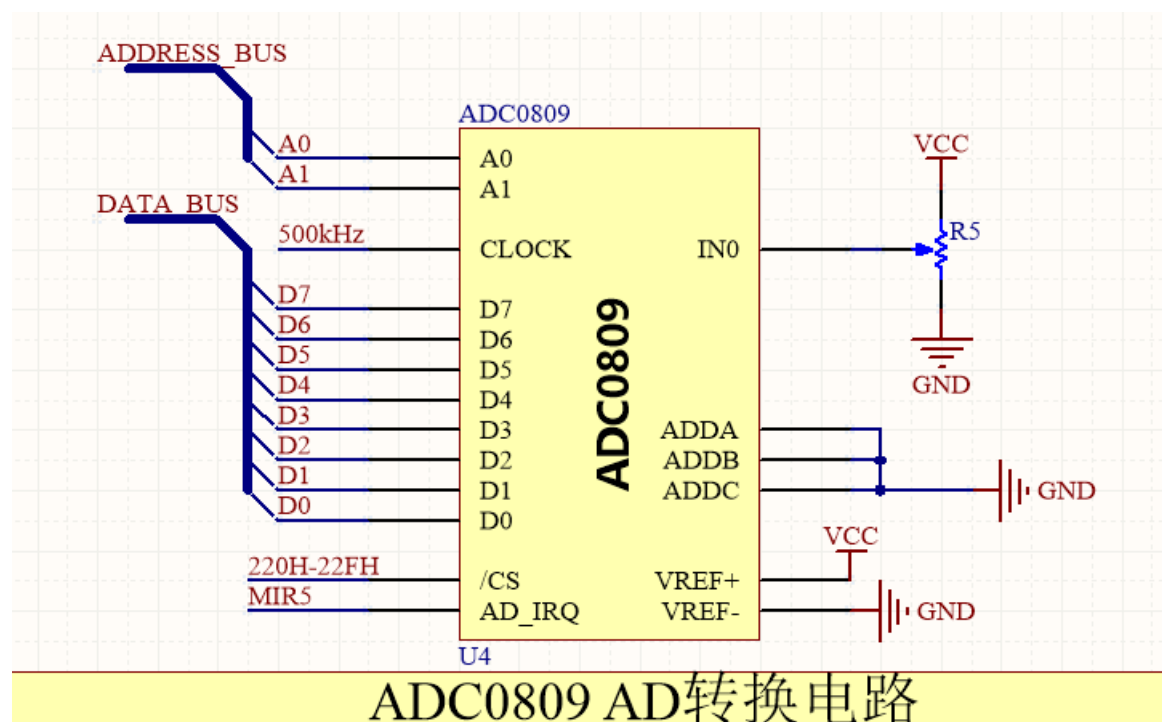 ADDRESS_BUS
ADC0809
A0
A0
A1
A1
VCC
DATA_BUS
500kHz
CLOCK
IN0
R5
D7
D7
D6
D6
D5
D5
D4
D4
GND
D3
D3
ADDA
D2
D2
ADDB
D1
D1
ADDC
GND
D0
D0
ADC0809
VCC
220H-22FH
/CS
VREF+
MIR5
AD_IRQ
VREF-
GND
U4
ADC0809 AD转换电路